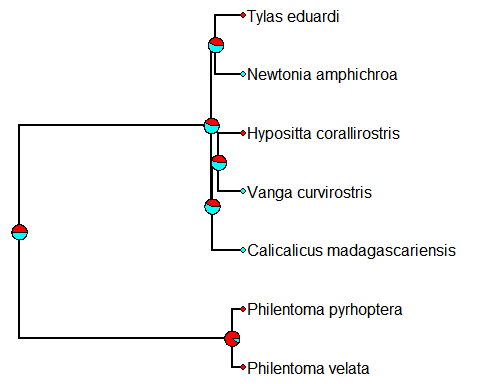 Tylas eduardi
Newtonia amphichroa
Hypositta corallirostris
Vanga curvirostris
Calicalicus madagascariensis
Philentoma pyrhoptera
Philentoma velata